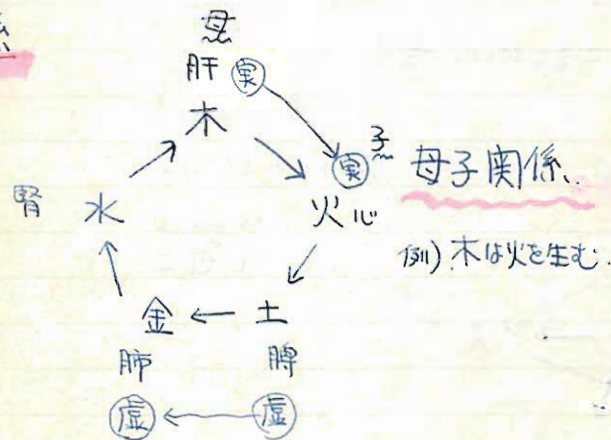 係
母
肝 実
木
実 子
母子関係
腎 水
火 心
例) 木は火を生む.
金 土
肺 脾
虚 虚